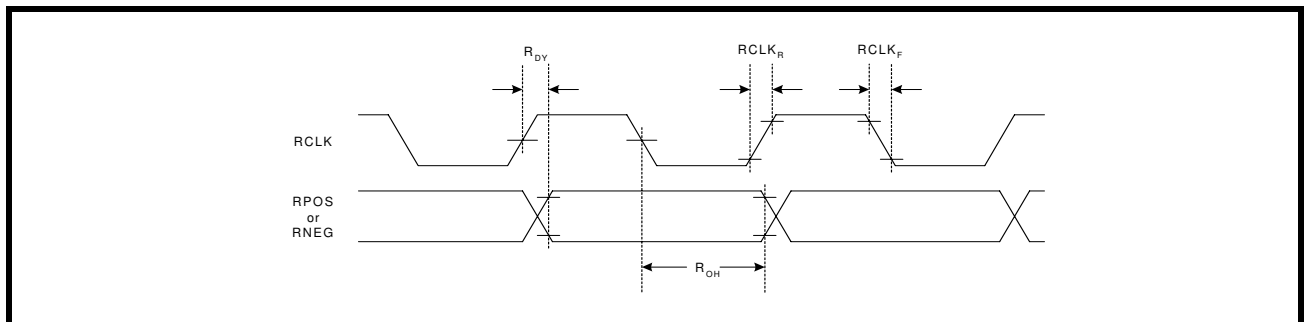 R_DY
RCLK_R
RCLK_F
RCLK
RPOS
or
RNEG
R_OH